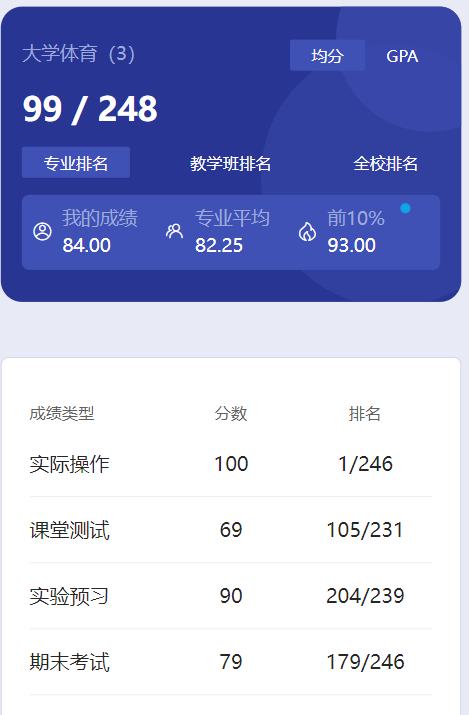 大学体育（3） 均分 GPA
99 / 248
专业排名 教学班排名 全校排名
我的成绩 专业平均 前10%
84.00 82.25 93.00
成绩类型 分数 排名
实际操作 100 1/246
课堂测试 69 105/231
实验预习 90 204/239
期末考试 79 179/246